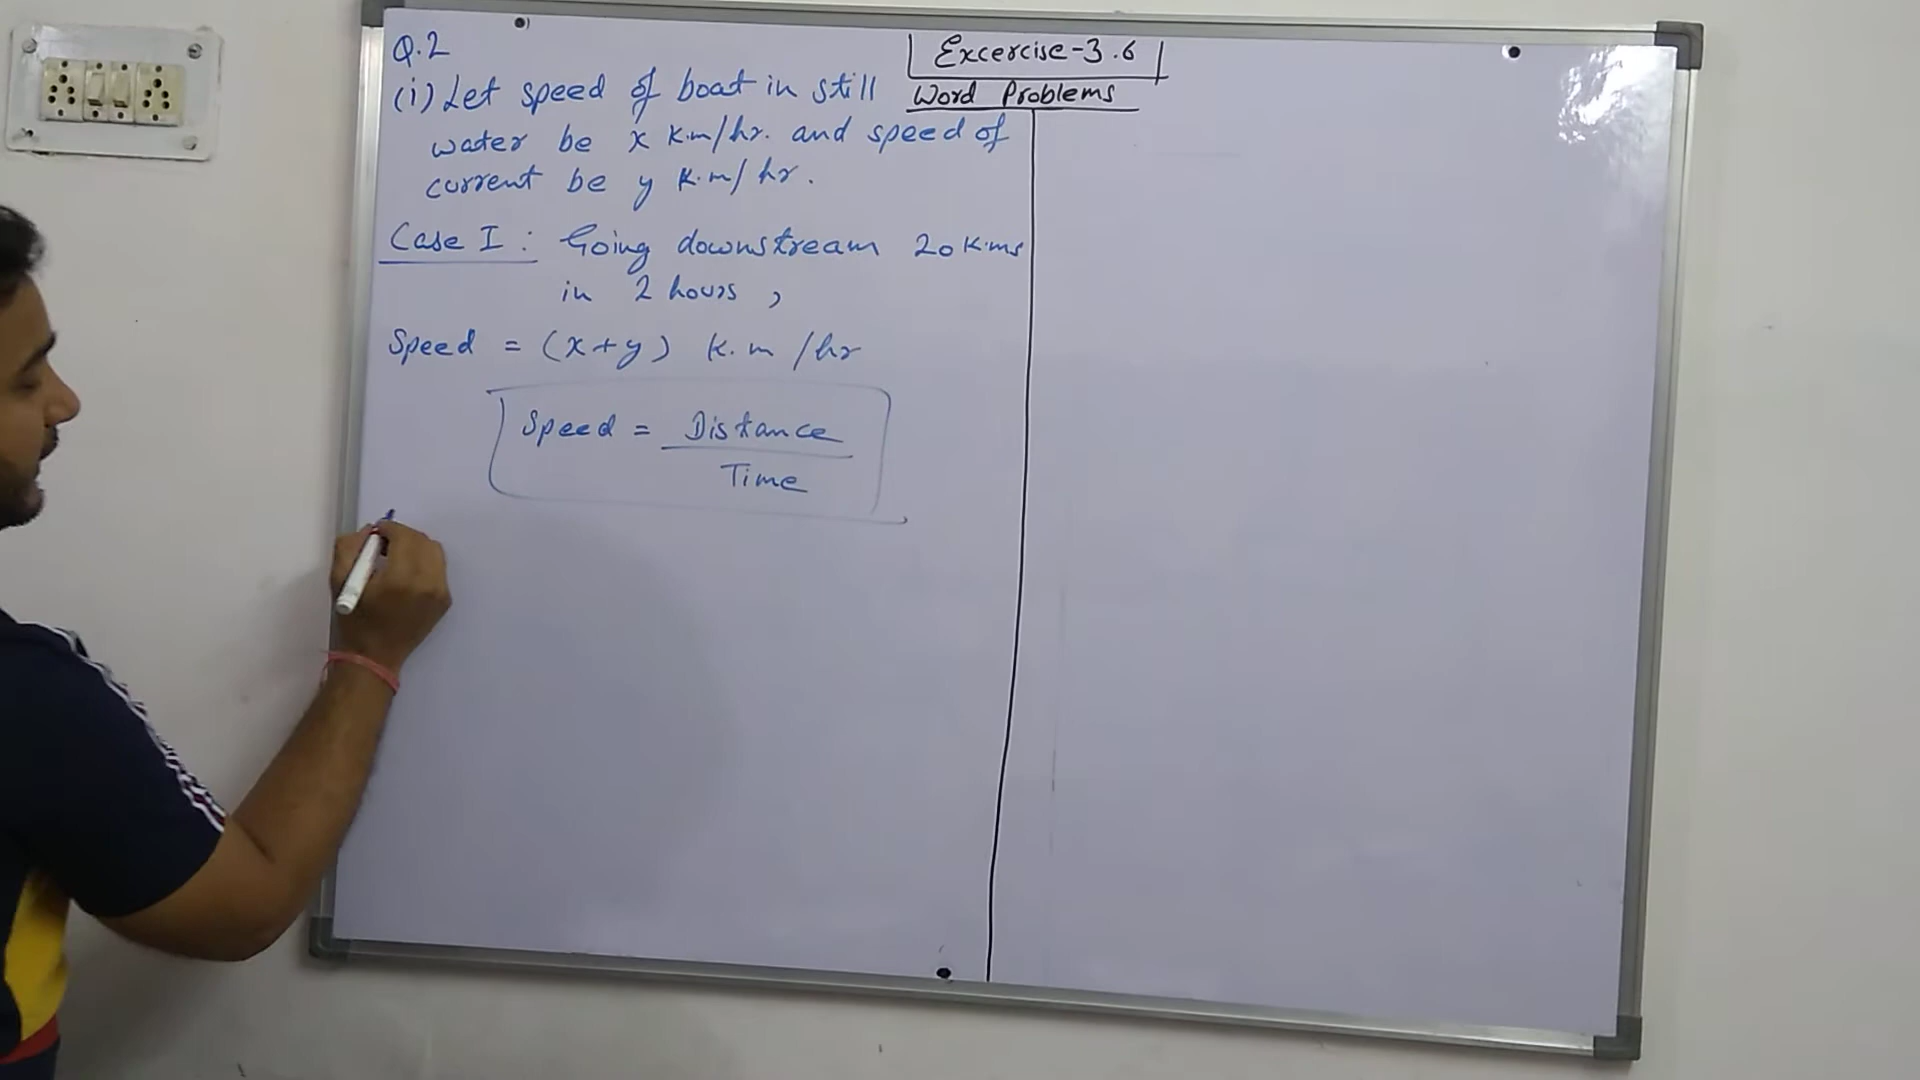 Excercise-3.6
Word Problems
Q.2
(i) Let speed of boat in still
water be x k.m/hr. and speed of
current be y k.m/hr.
Case I : Going downstream 20 k.ms
in 2 hours,
Speed = (x+y) k.m/hr
Speed = Distance
Time